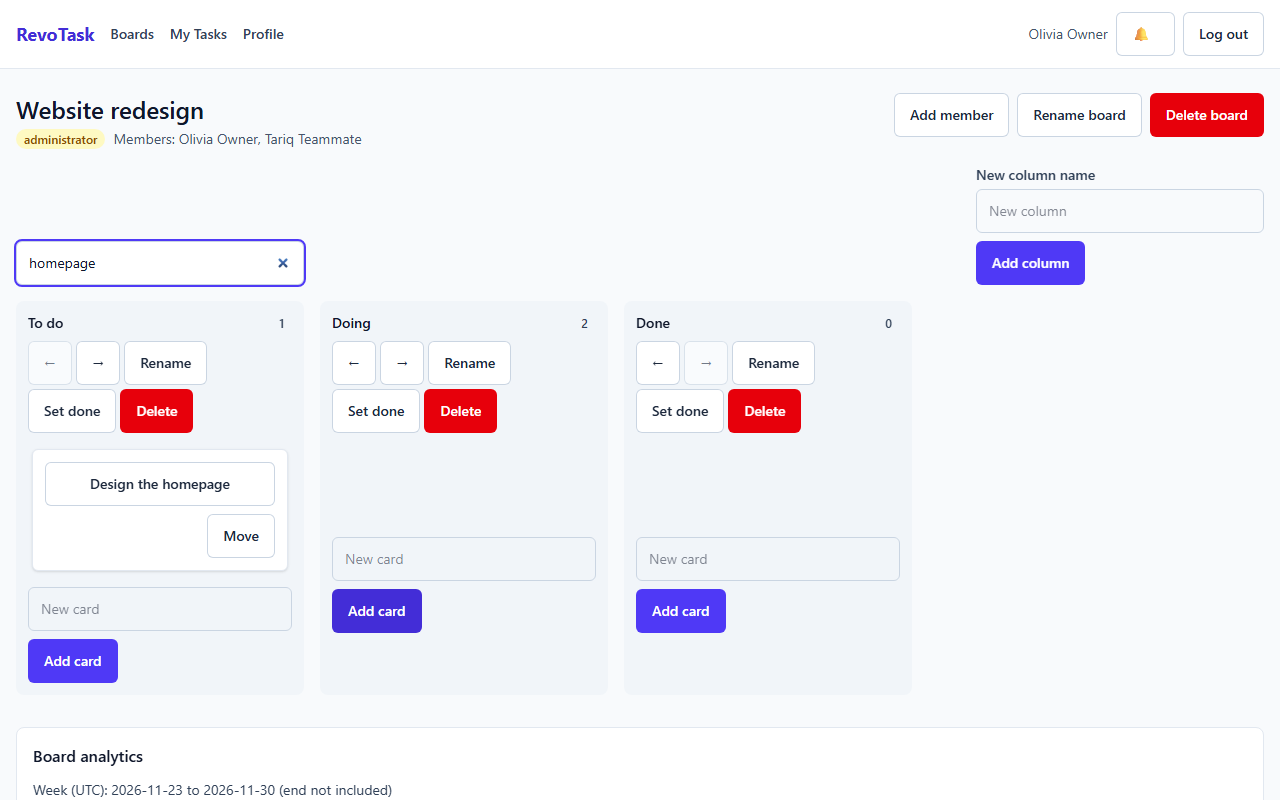 RevoTask Boards My Tasks Profile Olivia Owner Log out
Website redesign
Add member Rename board Delete board
administrator Members: Olivia Owner, Tariq Teammate
New column name
New column
homepage ×
Add column
To do 1
← → Rename
Set done Delete
Design the homepage
Move
New card
Add card
Doing 2
← → Rename
Set done Delete
New card
Add card
Done 0
← → Rename
Set done Delete
New card
Add card
Board analytics
Week (UTC): 2026-11-23 to 2026-11-30 (end not included)